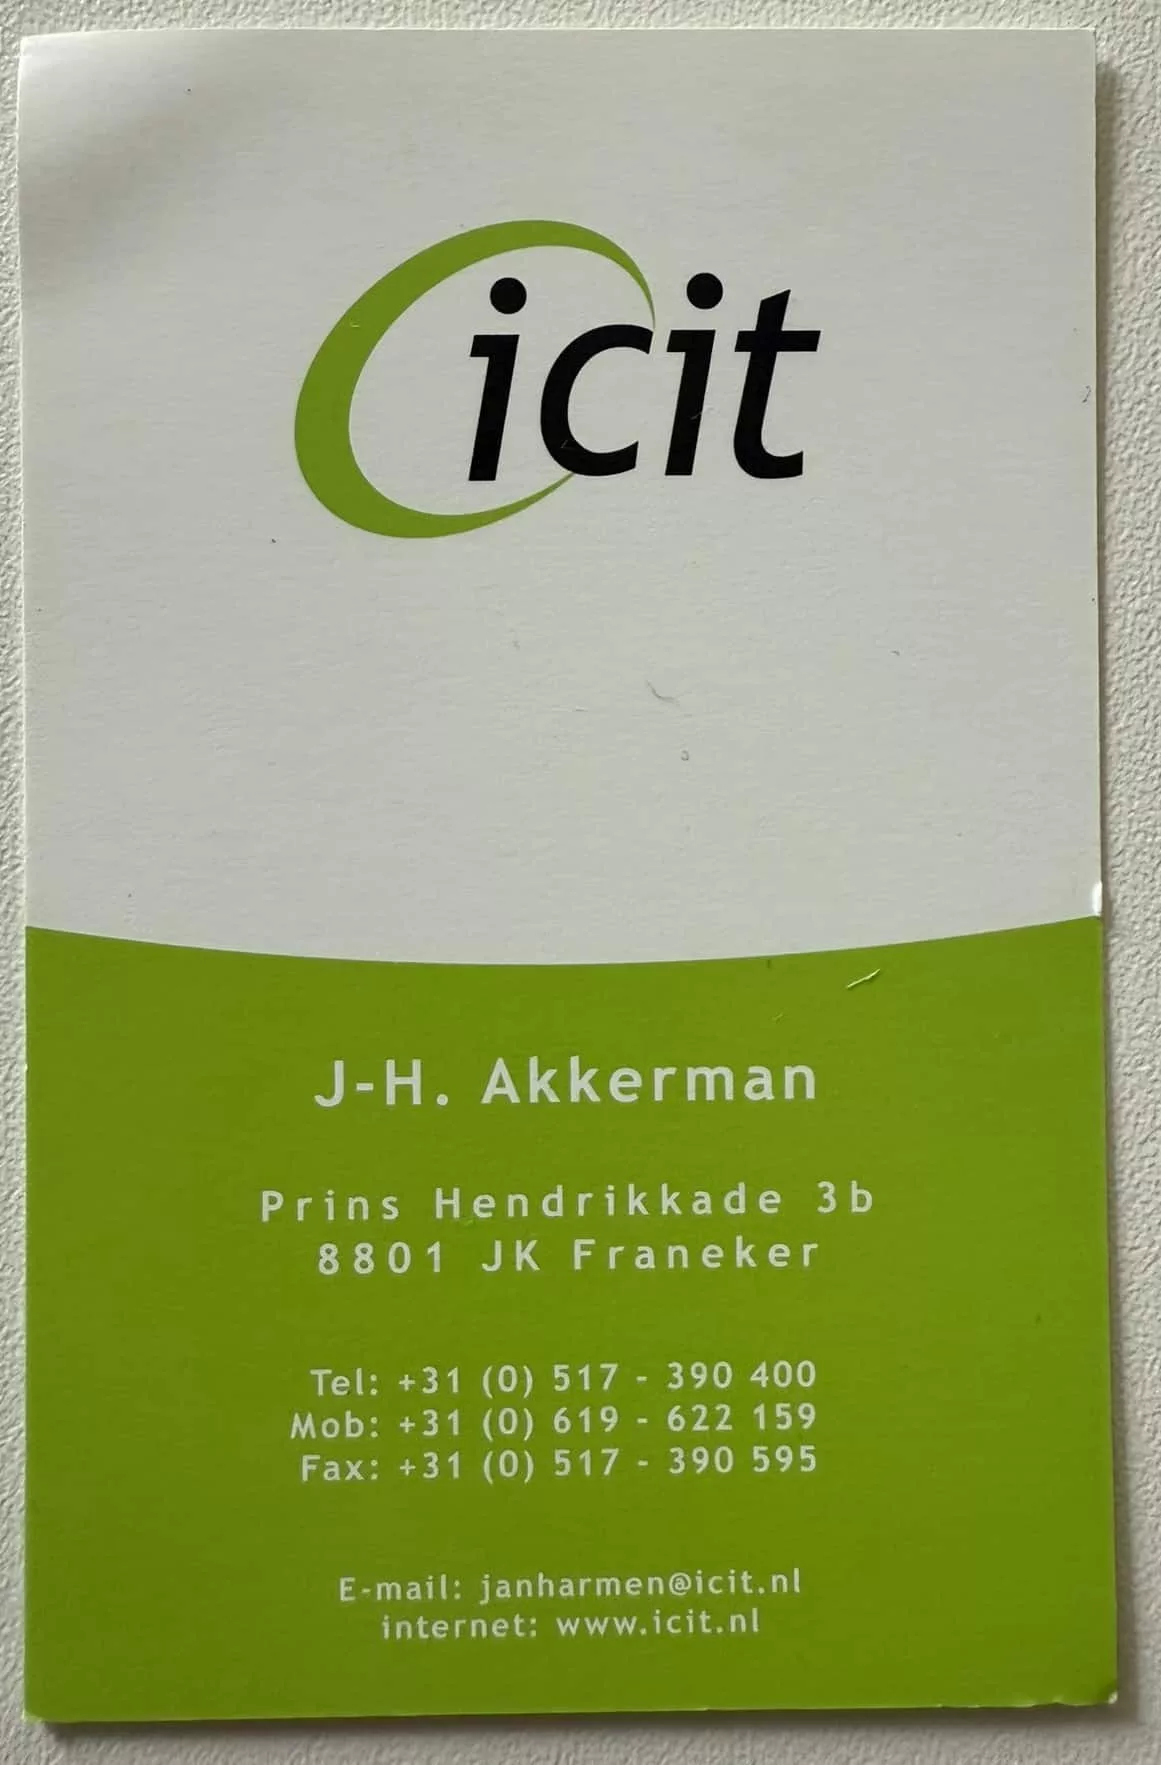 icit
J-H. Akkerman
Prins Hendrikkade 3b
8801 JK Franeker
Tel: +31 (0) 517 - 390 400
Mob: +31 (0) 619 - 622 159
Fax: +31 (0) 517 - 390 595
E-mail: janharmen@icit.nl
internet: www.icit.nl